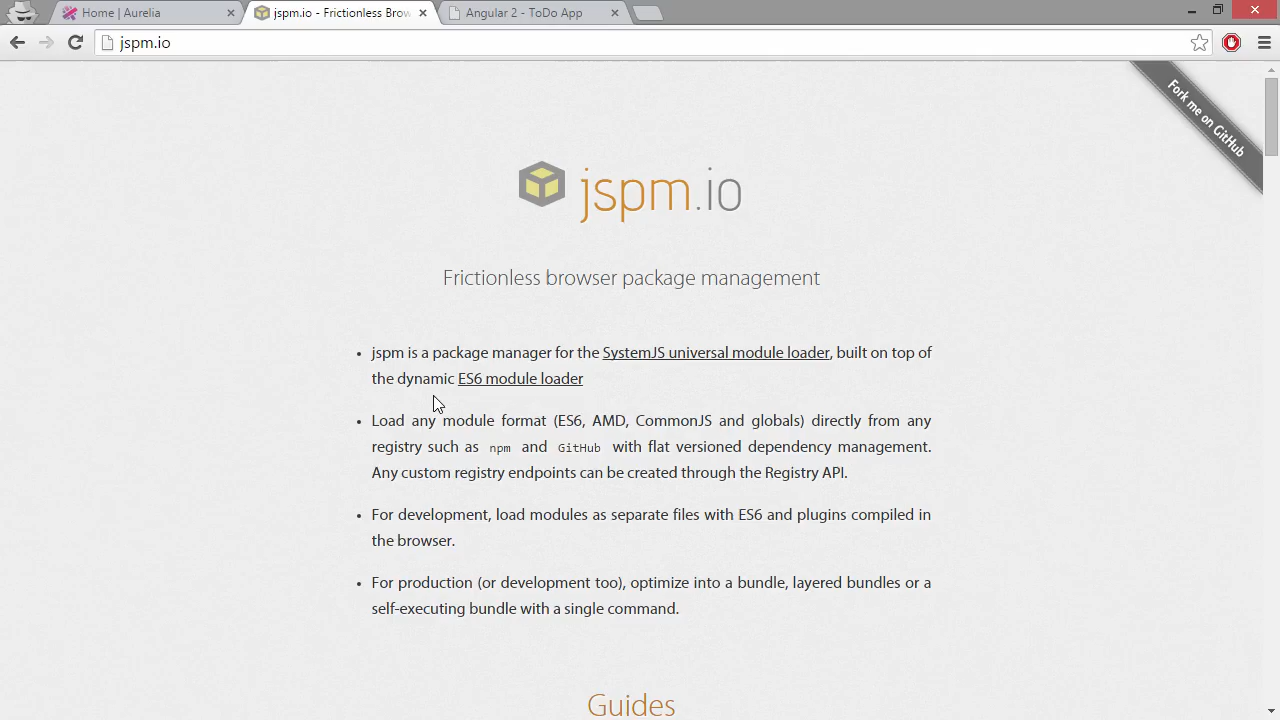 Home | Aurelia
jspm.io - Frictionless Brow
Angular 2 - ToDo App
jspm.io
Fork me on GitHub
jspm.io
Frictionless browser package management
• jspm is a package manager for the SystemJS universal module loader, built on top of
the dynamic ES6 module loader
• Load any module format (ES6, AMD, CommonJS and globals) directly from any
registry such as npm and GitHub with flat versioned dependency management.
Any custom registry endpoints can be created through the Registry API.
• For development, load modules as separate files with ES6 and plugins compiled in
the browser.
• For production (or development too), optimize into a bundle, layered bundles or a
self-executing bundle with a single command.
Guides